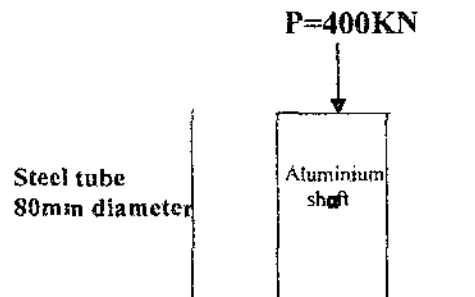 P=400KN
Steel tube
80mm diameter
Aluminium
shaft